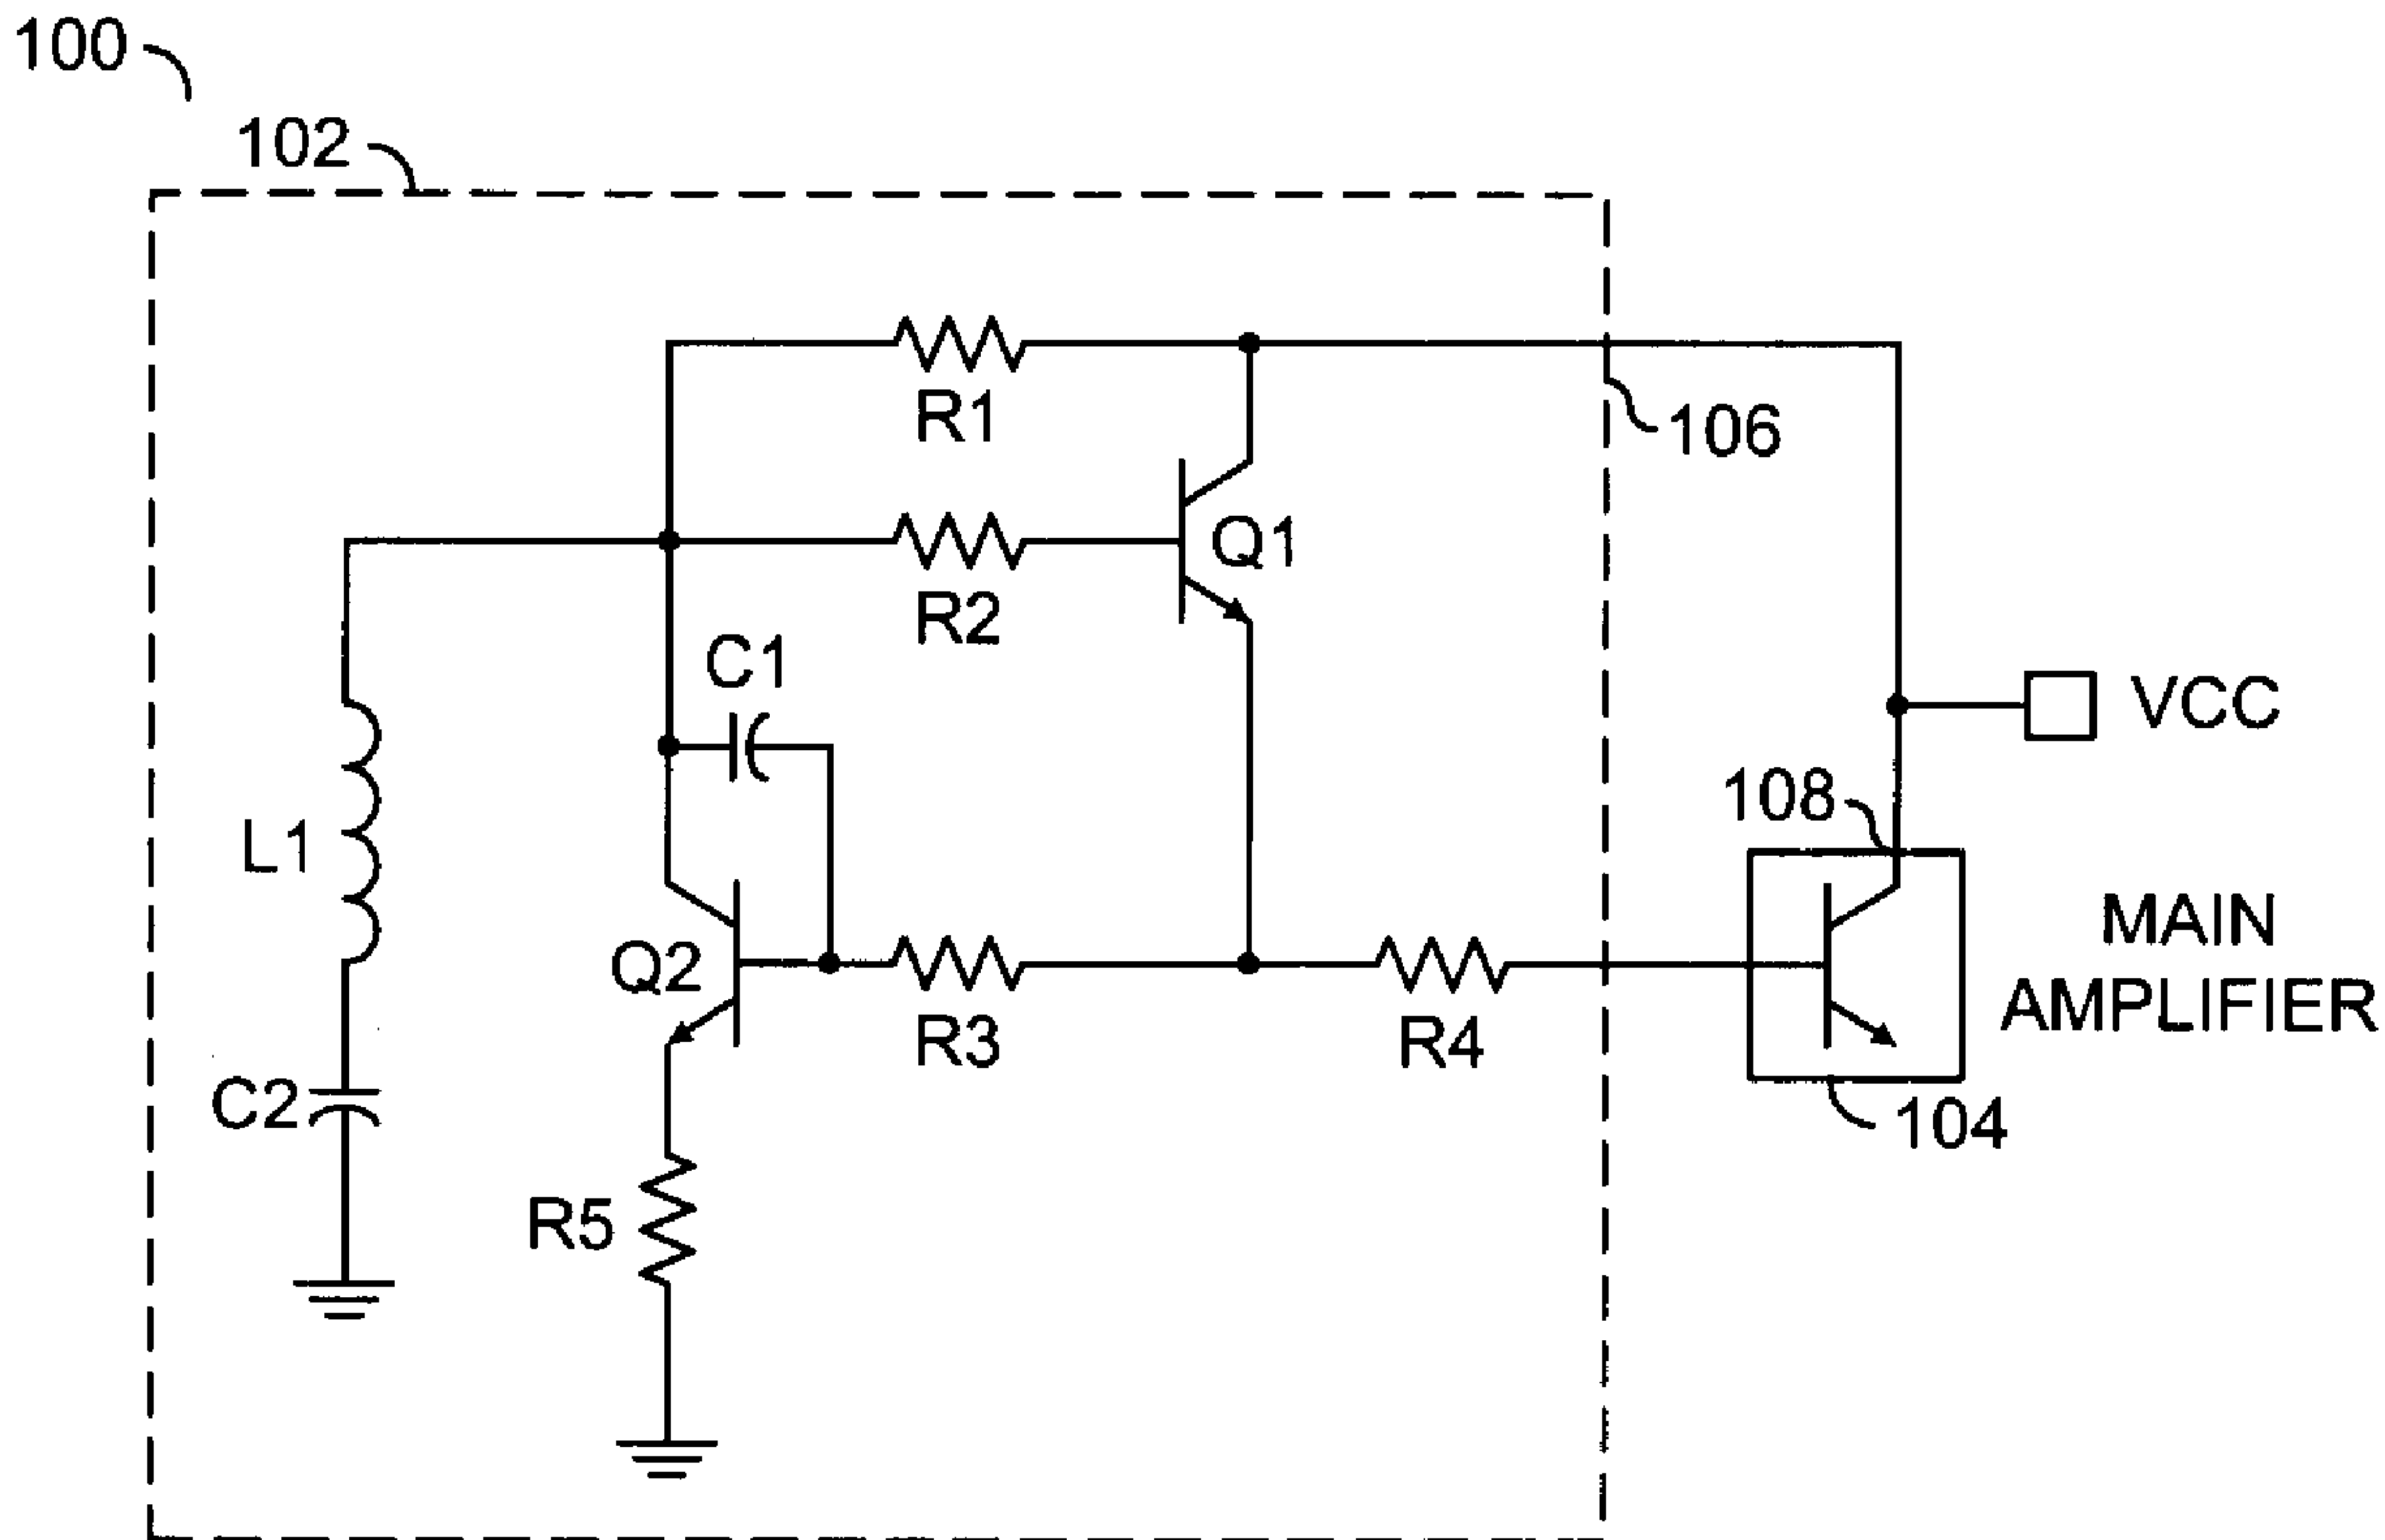 100
102
R1
106
Q1
R2
C1
VCC
108
L1
MAIN
AMPLIFIER
Q2
R3
R4
C2
104
R5